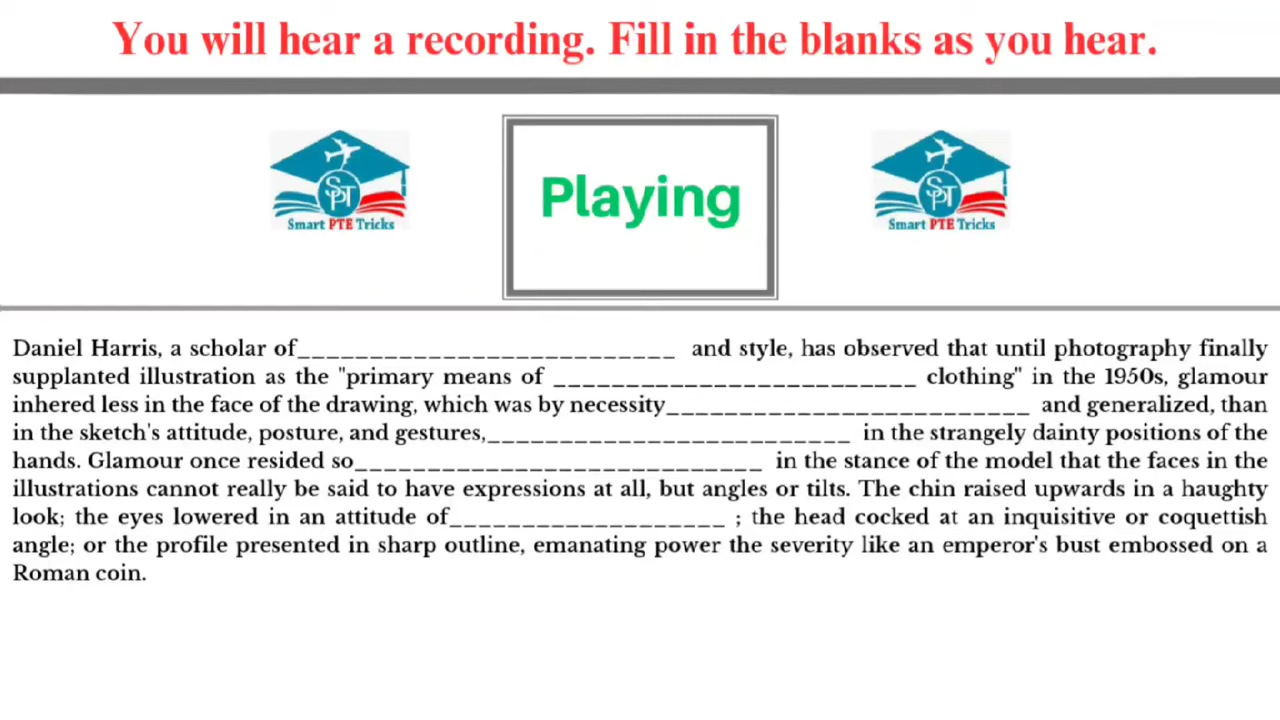 You will hear a recording. Fill in the blanks as you hear.
SPT
Smart PTE Tricks
Playing
SPT
Smart PTE Tricks
Daniel Harris, a scholar of__________________________ and style, has observed that until photography finally
supplanted illustration as the "primary means of _________________________ clothing" in the 1950s, glamour
inhered less in the face of the drawing, which was by necessity_________________________ and generalized, than
in the sketch's attitude, posture, and gestures,_________________________ in the strangely dainty positions of the
hands. Glamour once resided so____________________________ in the stance of the model that the faces in the
illustrations cannot really be said to have expressions at all, but angles or tilts. The chin raised upwards in a haughty
look; the eyes lowered in an attitude of___________________ ; the head cocked at an inquisitive or coquettish
angle; or the profile presented in sharp outline, emanating power the severity like an emperor's bust embossed on a
Roman coin.